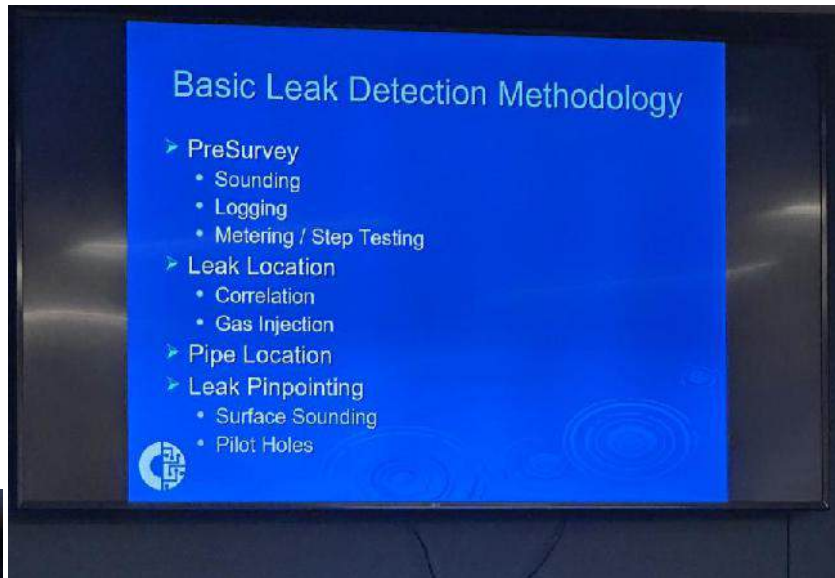 Basic Leak Detection Methodology
➢ PreSurvey
• Sounding
• Logging
• Metering / Step Testing
➢ Leak Location
• Correlation
• Gas Injection
➢ Pipe Location
➢ Leak Pinpointing
• Surface Sounding
• Pilot Holes